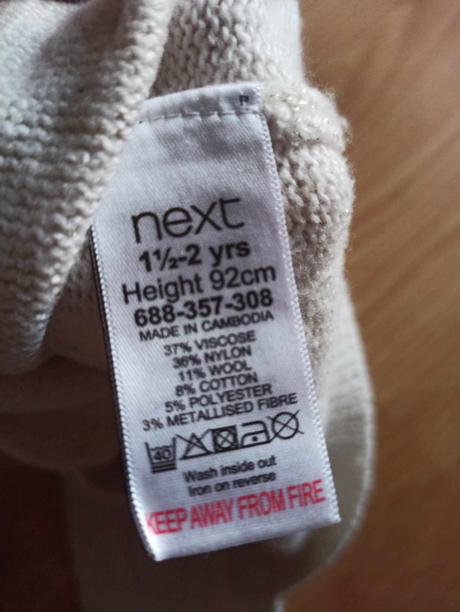 next
1½-2 yrs
Height 92cm
688-357-308
MADE IN CAMBODIA
37% VISCOSE
36% NYLON
11% WOOL
8% COTTON
5% POLYESTER
3% METALLISED FIBRE
40
Wash inside out
Iron on reverse
KEEP AWAY FROM FIRE